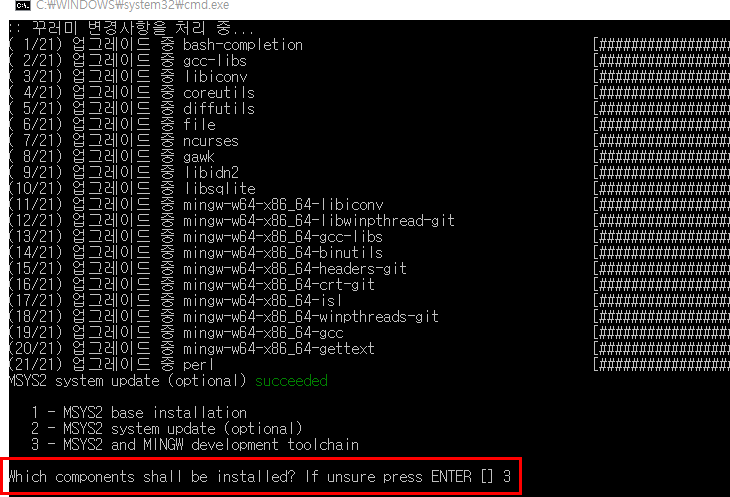 C:\WINDOWS\system32\cmd.exe
:: 꾸러미 변경사항을 처리 중...
( 1/21) 업그레이드 중 bash-completion [################
( 2/21) 업그레이드 중 gcc-libs [################
( 3/21) 업그레이드 중 libiconv [################
( 4/21) 업그레이드 중 coreutils [################
( 5/21) 업그레이드 중 diffutils [################
( 6/21) 업그레이드 중 file [################
( 7/21) 업그레이드 중 ncurses [################
( 8/21) 업그레이드 중 gawk [################
( 9/21) 업그레이드 중 libidn2 [################
(10/21) 업그레이드 중 libsqlite [################
(11/21) 업그레이드 중 mingw-w64-x86_64-libiconv [################
(12/21) 업그레이드 중 mingw-w64-x86_64-libwinpthread-git [################
(13/21) 업그레이드 중 mingw-w64-x86_64-gcc-libs [################
(14/21) 업그레이드 중 mingw-w64-x86_64-binutils [################
(15/21) 업그레이드 중 mingw-w64-x86_64-headers-git [################
(16/21) 업그레이드 중 mingw-w64-x86_64-crt-git [################
(17/21) 업그레이드 중 mingw-w64-x86_64-isl [################
(18/21) 업그레이드 중 mingw-w64-x86_64-winpthreads-git [################
(19/21) 업그레이드 중 mingw-w64-x86_64-gcc [################
(20/21) 업그레이드 중 mingw-w64-x86_64-gettext [################
(21/21) 업그레이드 중 perl [################
MSYS2 system update (optional) succeeded
1 - MSYS2 base installation
2 - MSYS2 system update (optional)
3 - MSYS2 and MINGW development toolchain
Which components shall be installed? If unsure press ENTER [] 3